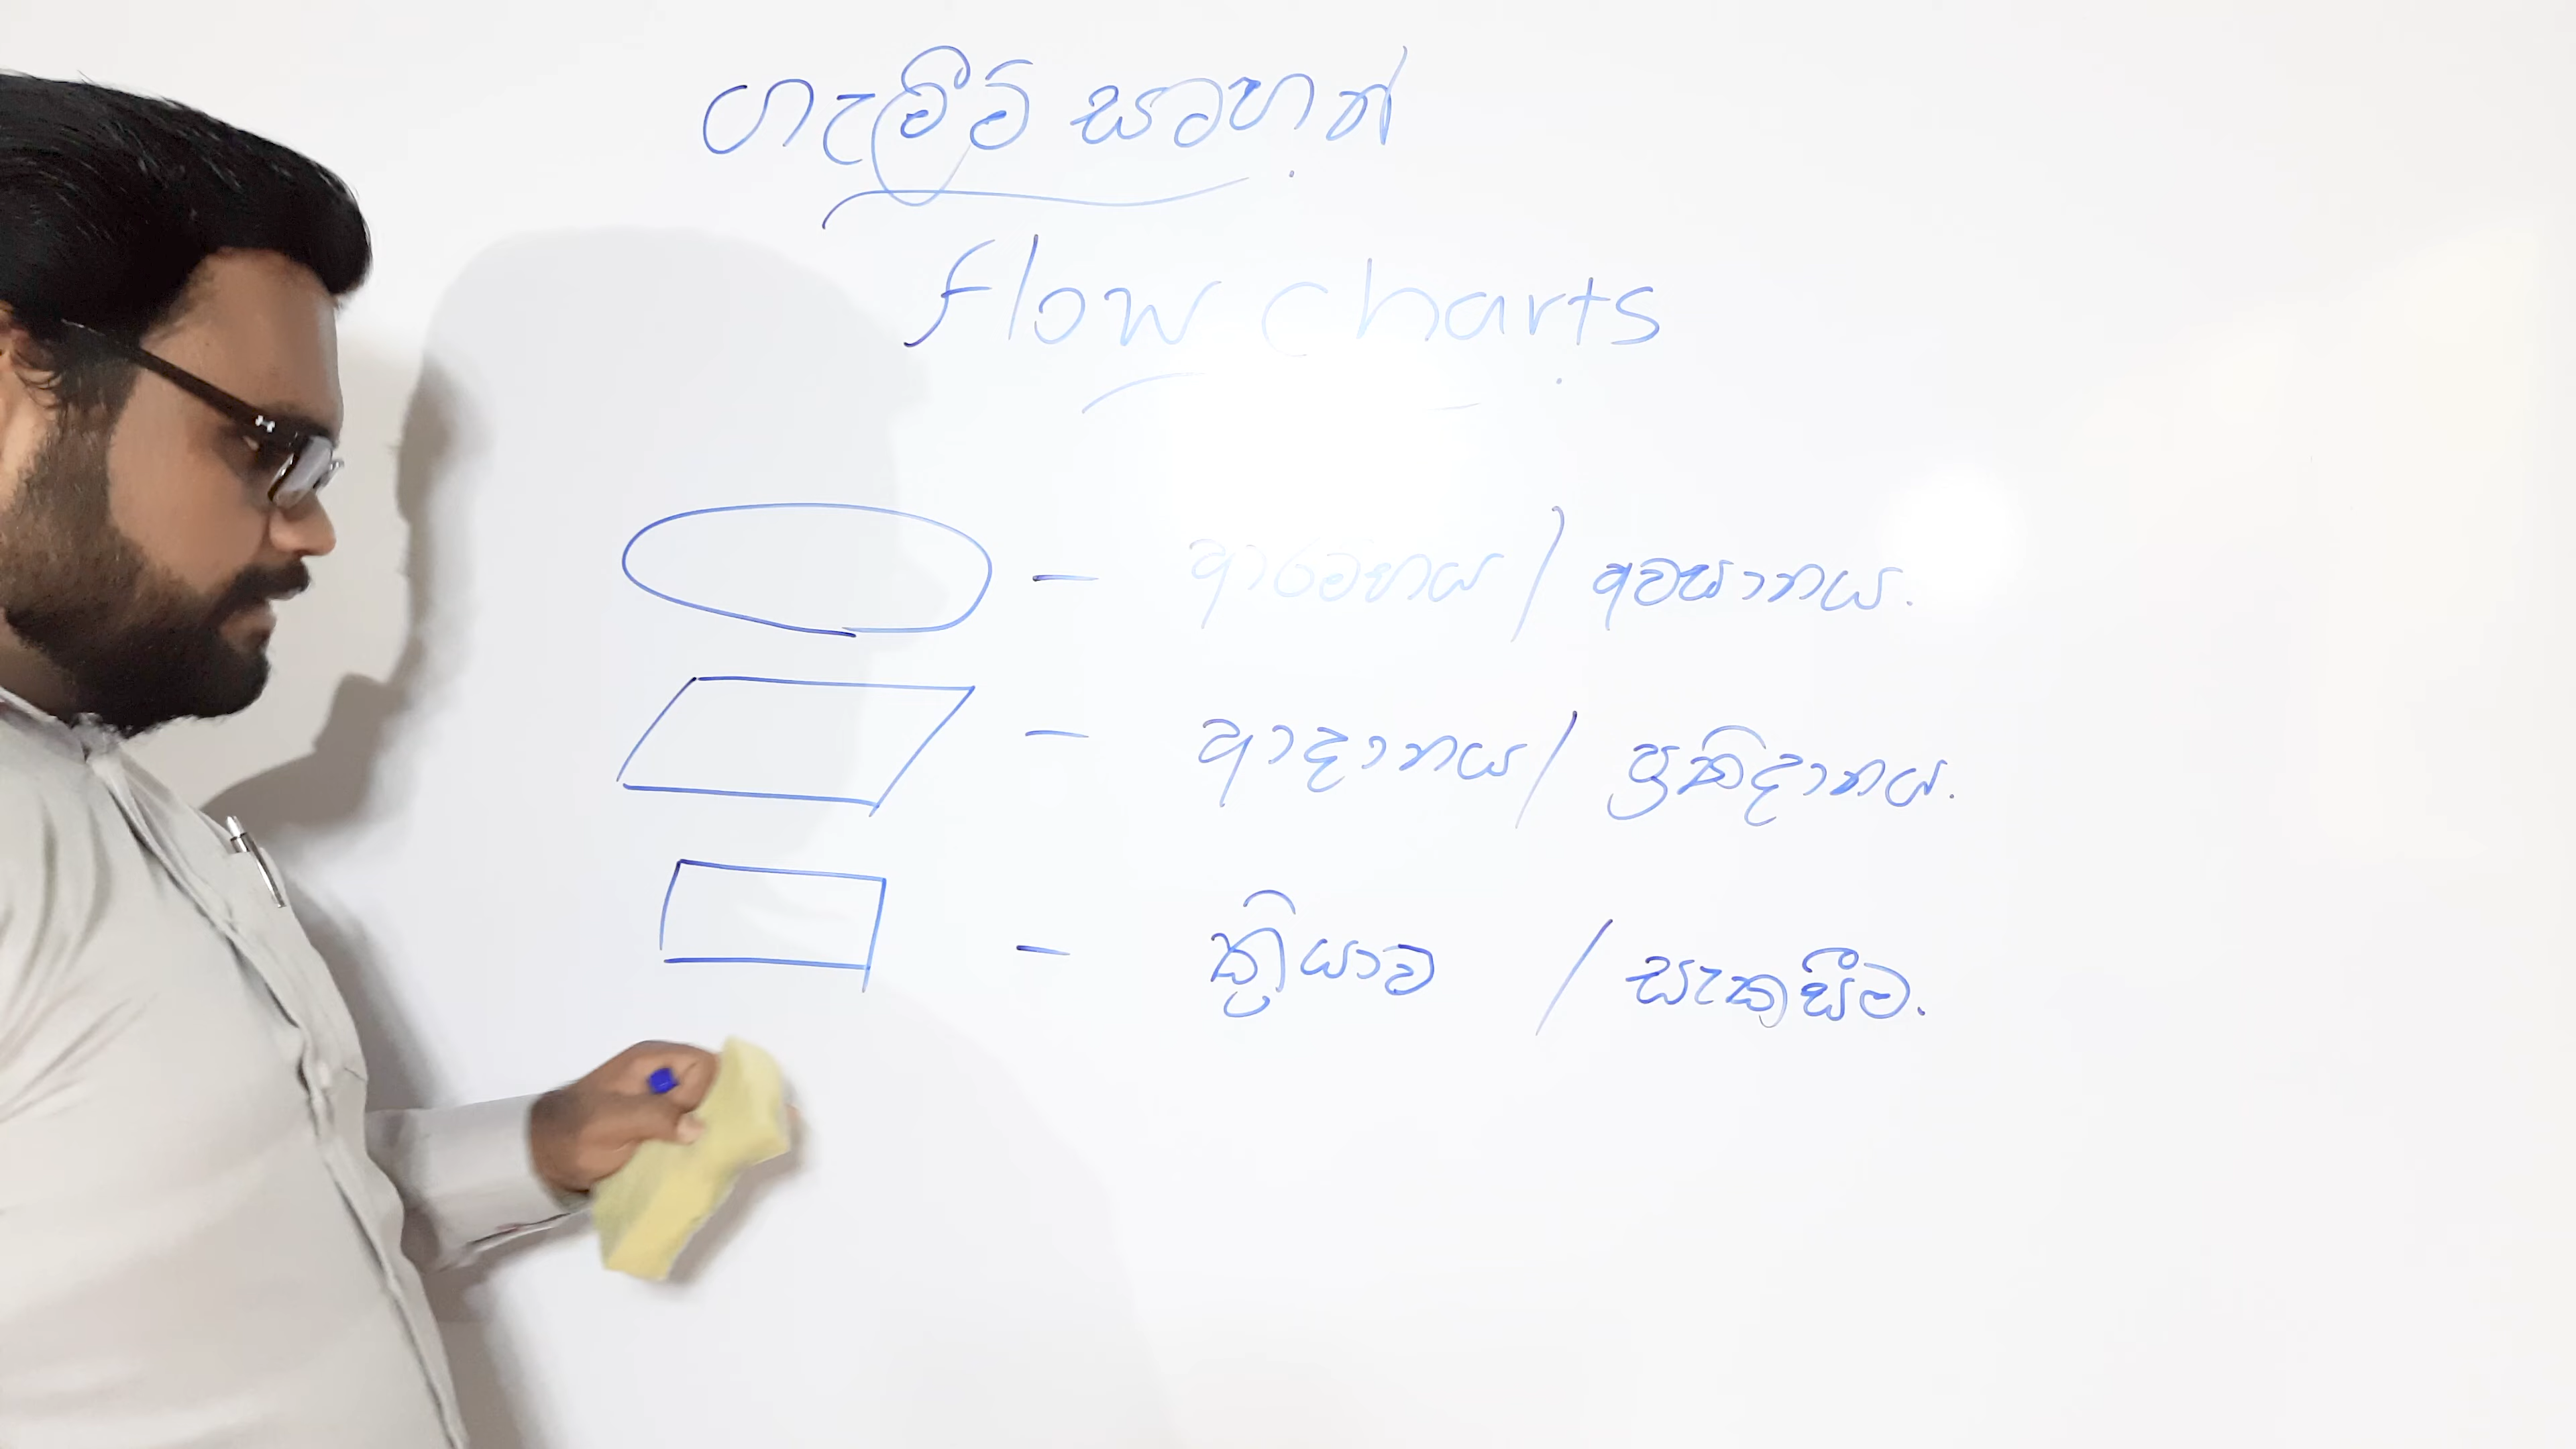 ගැලීම් සටහන්
flow charts
ආරම්භය / අවසානය.
ආදානය / ප්‍රතිදානය.
ක්‍රියාව / සැකසීම.